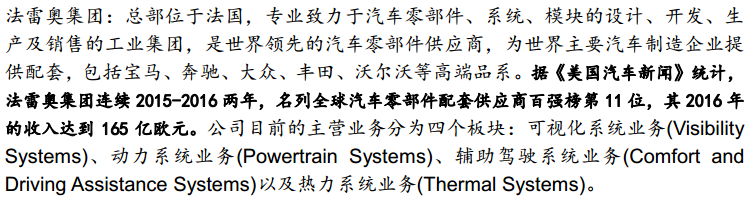 法雷奥集团：总部位于法国，专业致力于汽车零部件、系统、模块的设计、开发、生
产及销售的工业集团，是世界领先的汽车零部件供应商，为世界主要汽车制造企业提
供配套，包括宝马、奔驰、大众、丰田、沃尔沃等高端品系。据《美国汽车新闻》统计，
法雷奥集团连续 2015-2016 两年，名列全球汽车零部件配套供应商百强榜第 11 位，其 2016 年
的收入达到 165 亿欧元。公司目前的主营业务分为四个板块：可视化系统业务(Visibility
Systems)、动力系统业务(Powertrain Systems)、辅助驾驶系统业务(Comfort and
Driving Assistance Systems)以及热力系统业务(Thermal Systems)。